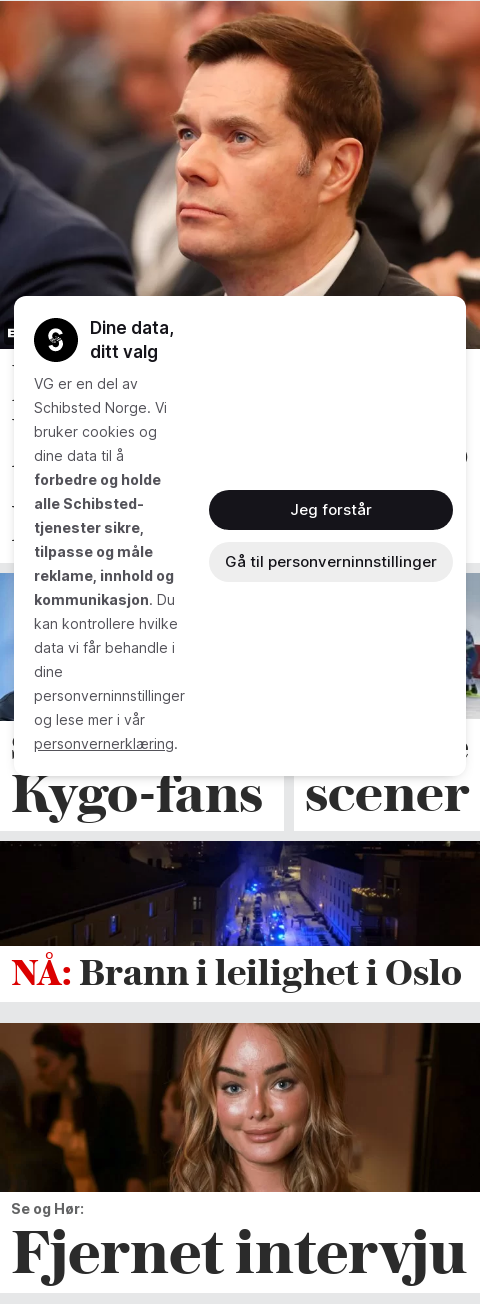 Dine data,
ditt valg
VG er en del av
Schibsted Norge. Vi
bruker cookies og
dine data til å
forbedre og holde
alle Schibsted-
tjenester sikre,
tilpasse og måle
reklame, innhold og
kommunikasjon. Du
kan kontrollere hvilke
data vi får behandle i
dine
personverninnstillinger
og lese mer i vår
personvernerklæring.
Jeg forstår
Gå til personverninnstillinger
Kygo-fans
scener
NÅ: Brann i leilighet i Oslo
Se og Hør:
Fjernet intervju